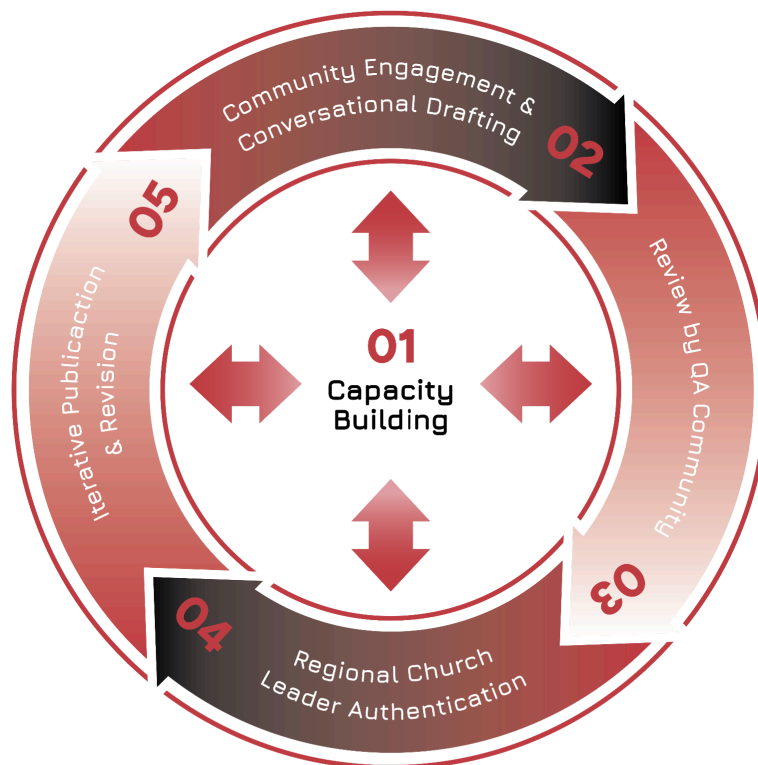 01
Capacity
Building
Community Engagement &
Conversational Drafting
02
Review by QA Community
03
Regional Church
Leader Authentication
04
Iterative Publicaction
& Revision
05